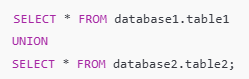 SELECT * FROM database1.table1
UNION
SELECT * FROM database2.table2;